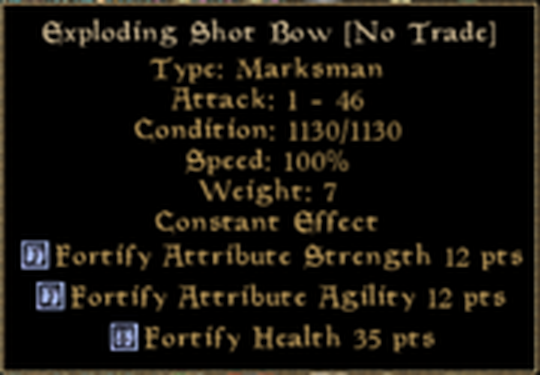 Exploding Shot Bow [No Trade]
Type: Marksman
Attack: 1 - 46
Condition: 1130/1130
Speed: 100%
Weight: 7
Constant Effect
Fortify Attribute Strength 12 pts
Fortify Attribute Agility 12 pts
Fortify Health 35 pts